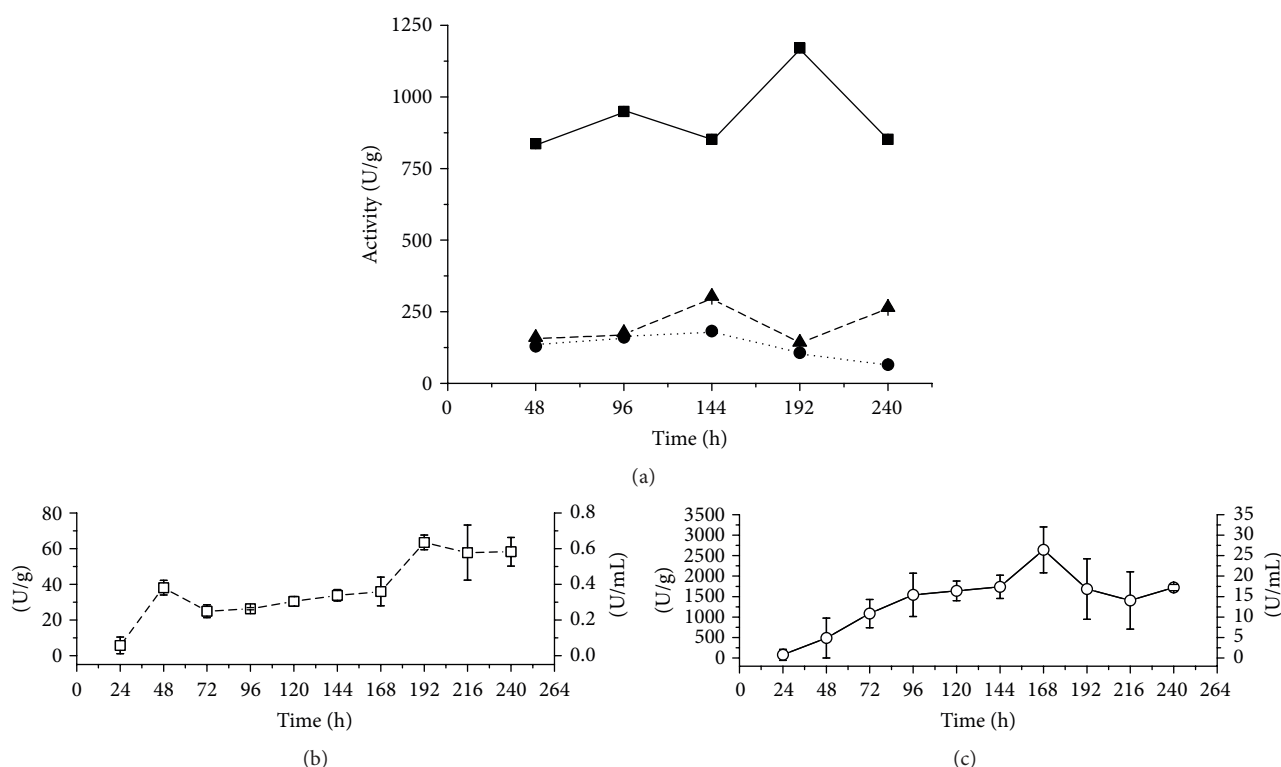 1250
1000
750
500
250
0
Activity (U/g)
0 48 96 144 192 240
Time (h)
(a)
80
60
40
20
0
(U/g)
0.8
0.6
0.4
0.2
0.0
(U/mL)
0 24 48 72 96 120 144 168 192 216 240 264
Time (h)
(b)
3500
3000
2500
2000
1500
1000
500
0
(U/g)
35
30
25
20
15
10
5
0
(U/mL)
0 24 48 72 96 120 144 168 192 216 240 264
Time (h)
(c)